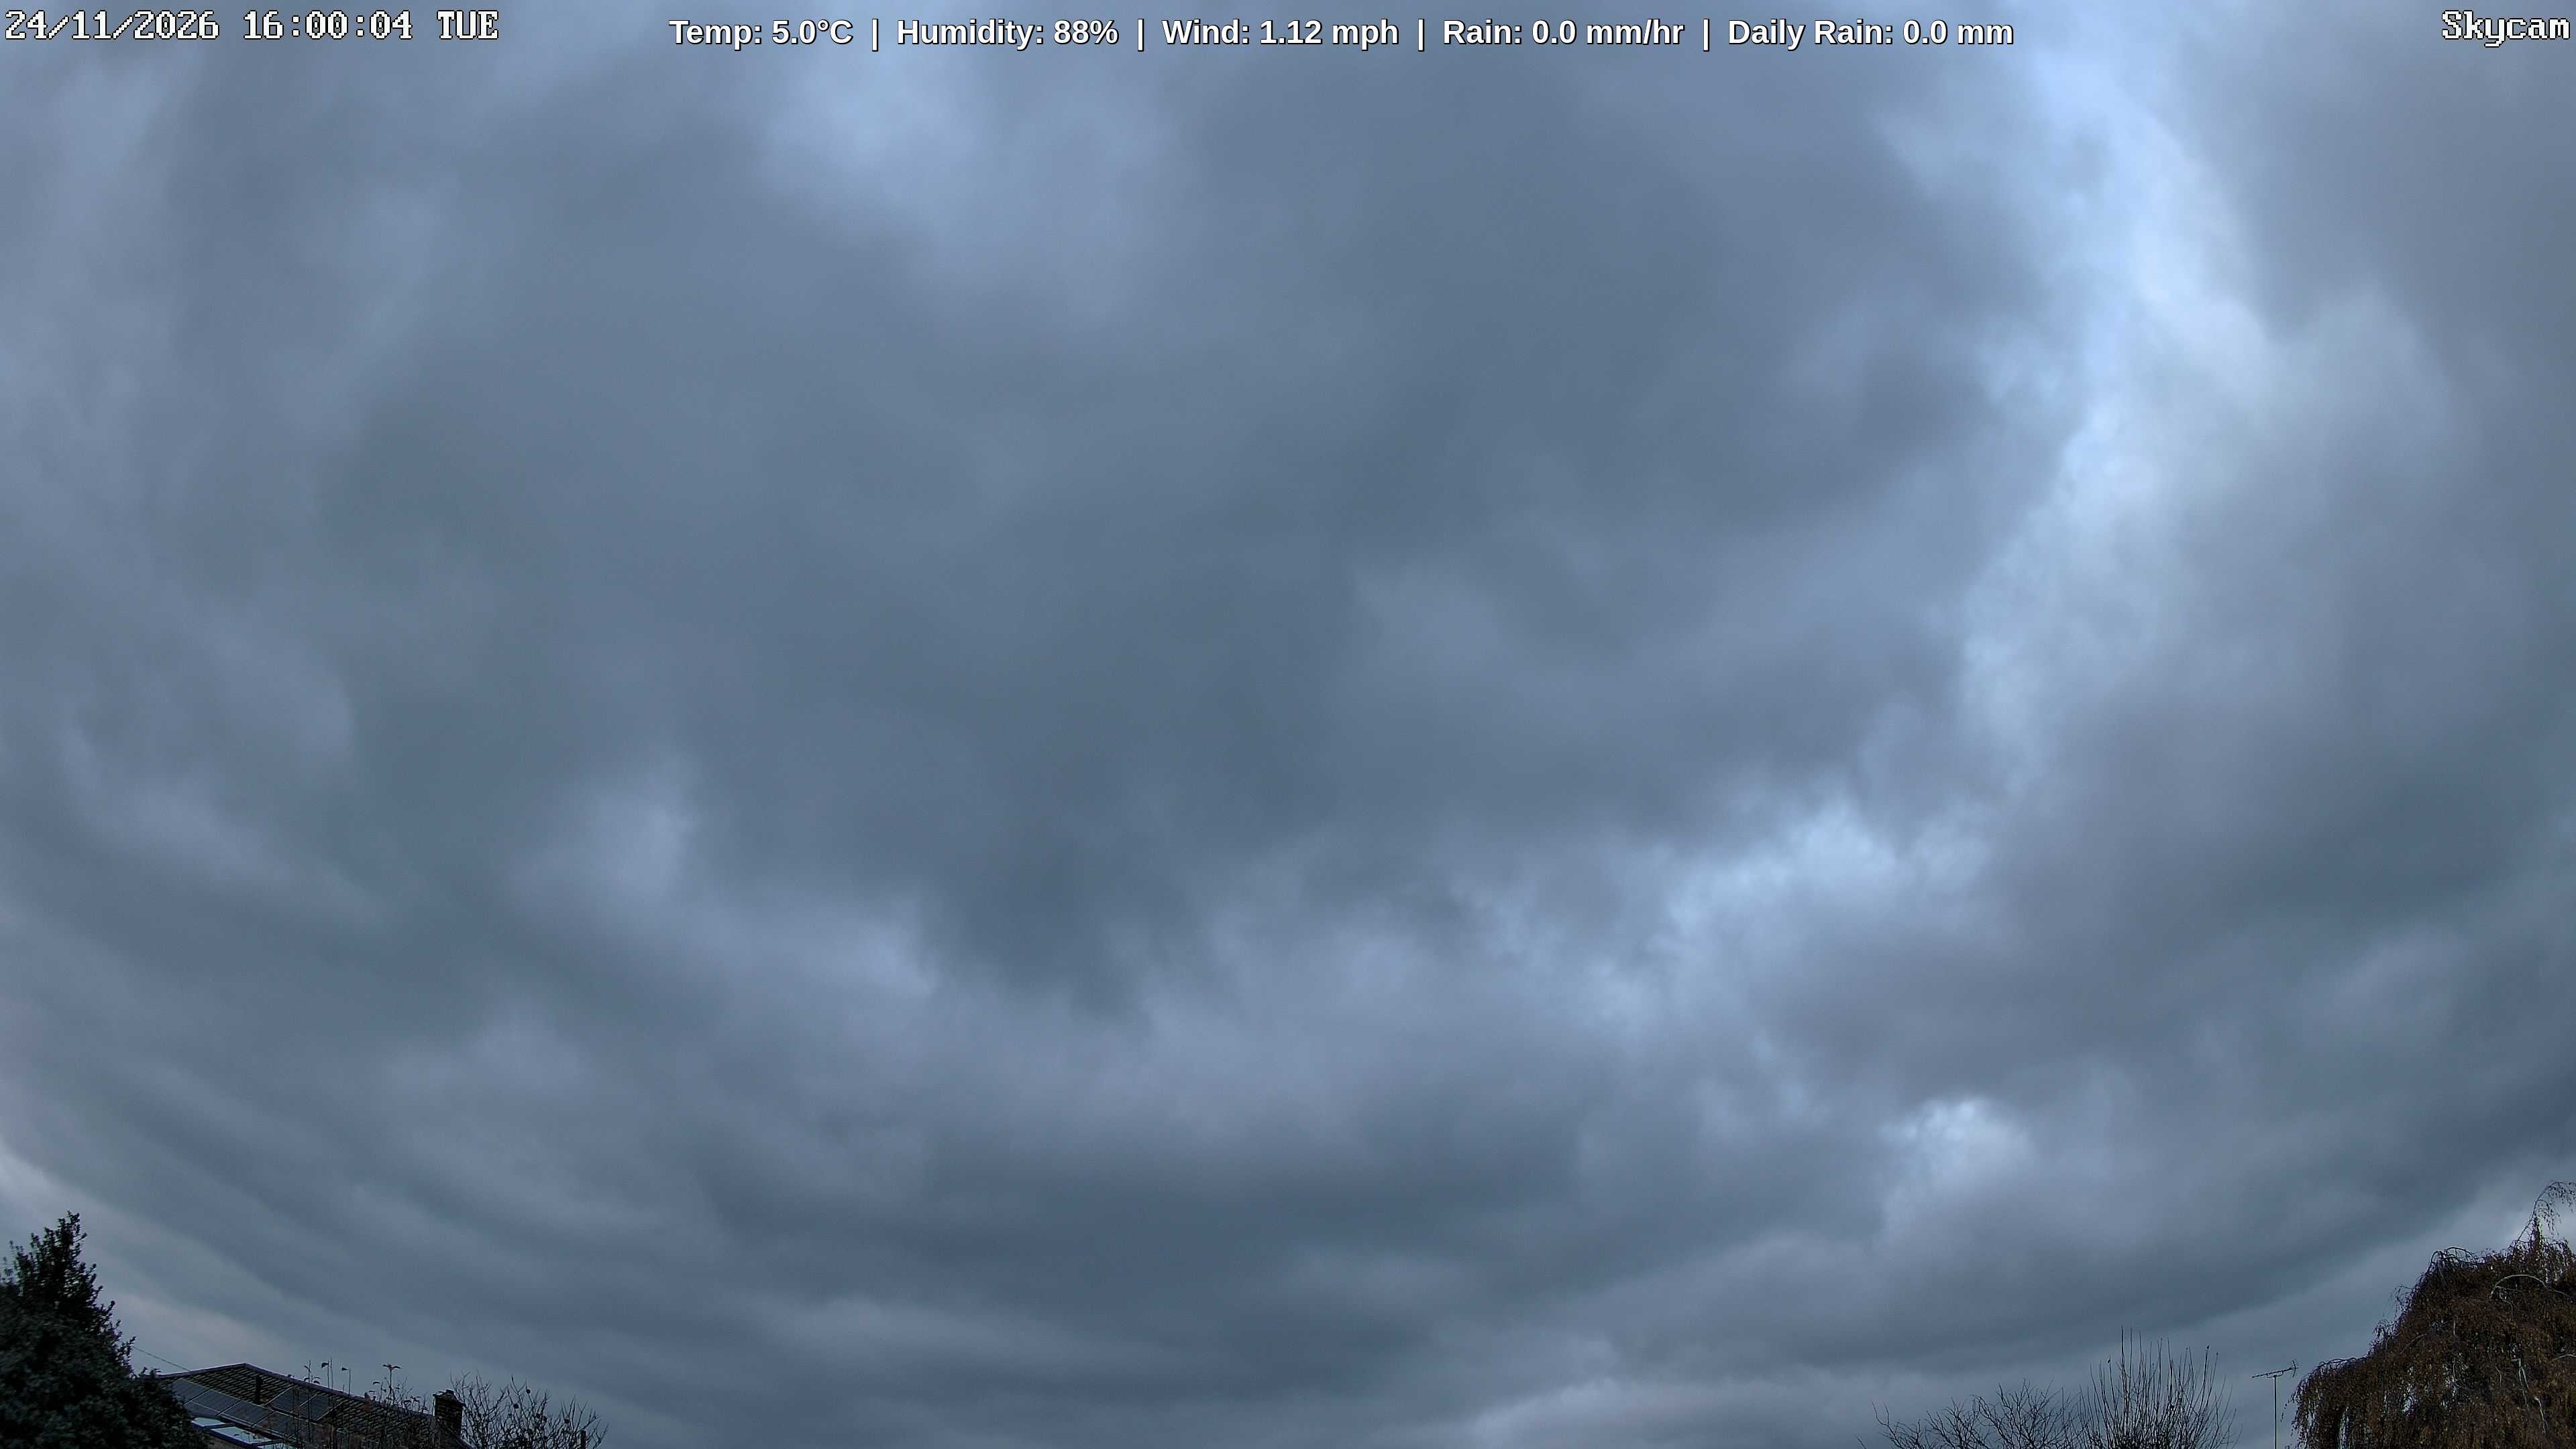 24/11/2026 16:00:04 TUE
Temp: 5.0°C | Humidity: 88% | Wind: 1.12 mph | Rain: 0.0 mm/hr | Daily Rain: 0.0 mm
Skycam